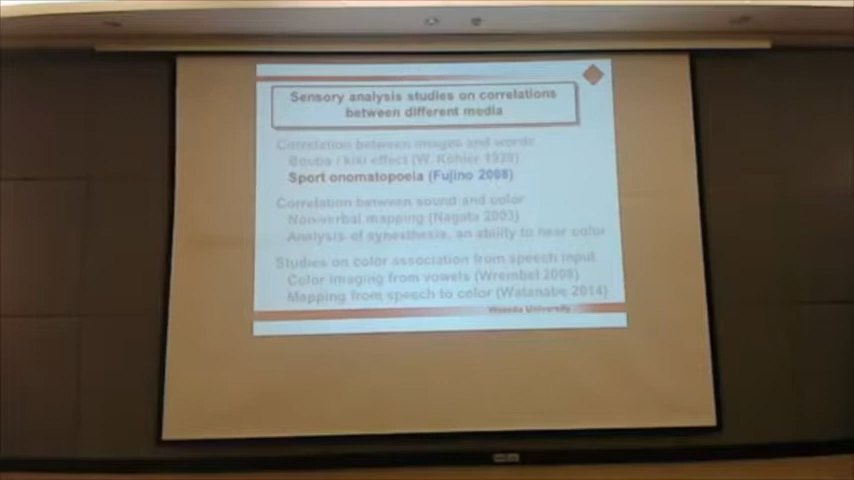 Sensory analysis studies on correlations
between different media
Correlation between images and words
Bouba / kiki effect (W. Kohler 1929)
Sport onomatopoeia (Fujino 2008)
Correlation between sound and color
Non-verbal mapping (Nagata 2003)
Analysis of synesthesia, an ability to hear color
Studies on color association from speech input
Color imaging from vowels (Wrembel 2009)
Mapping from speech to color (Watanabe 2014)
Waseda University